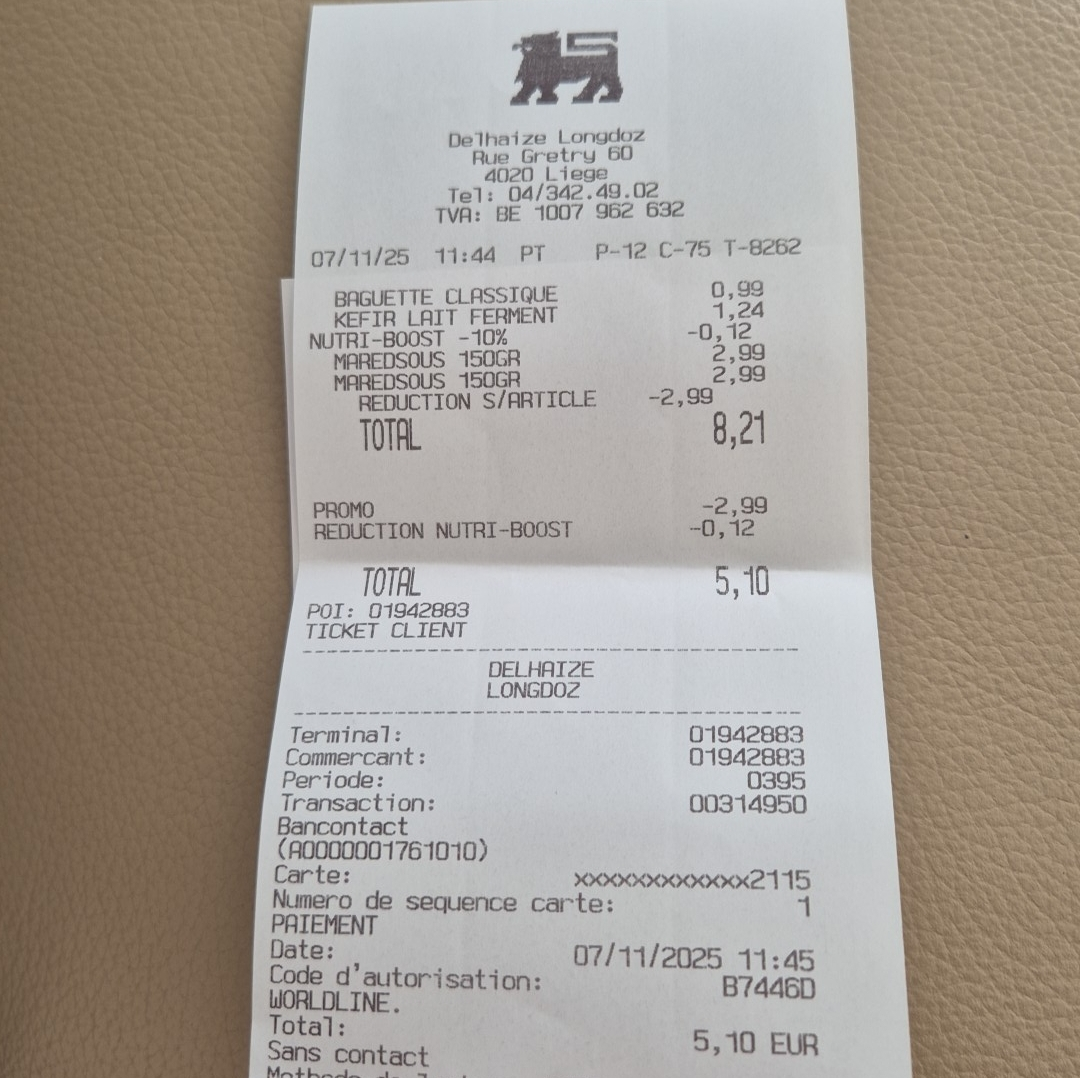 Delhaize Longdoz
Rue Gretry 60
4020 Liege
Tel: 04/342.49.02
TVA: BE 1007 962 632
07/11/25 11:44 PT P-12 C-75 T-8262
BAGUETTE CLASSIQUE 0,99
KEFIR LAIT FERMENT 1,24
NUTRI-BOOST -10% -0,12
MAREDSOUS 150GR 2,99
MAREDSOUS 150GR 2,99
REDUCTION S/ARTICLE -2,99
TOTAL 8,21
PROMO -2,99
REDUCTION NUTRI-BOOST -0,12
TOTAL 5,10
POI: 01942883
TICKET CLIENT
DELHAIZE
LONGDOZ
Terminal: 01942883
Commercant: 01942883
Periode: 0395
Transaction: 00314950
Bancontact
(A0000001761010)
Carte: xxxxxxxxxxxxx2115
Numero de sequence carte: 1
PAIEMENT
Date: 07/11/2025 11:45
Code d'autorisation: B7446D
WORLDLINE.
Total: 5,10 EUR
Sans contact